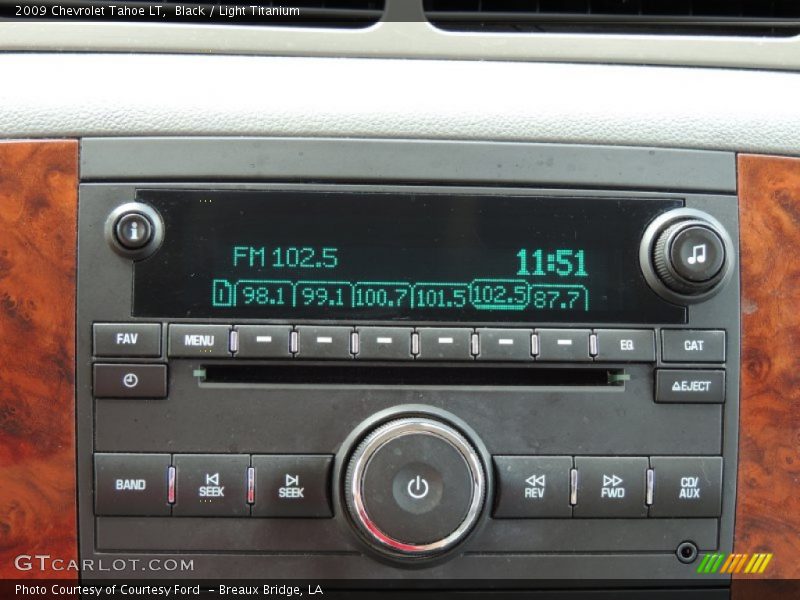 2009 Chevrolet Tahoe LT, Black / Light Titanium
i
FM 102.5 11:51
1 98.1 99.1 100.7 101.5 102.5 87.7
FAV MENU EQ CAT
△EJECT
BAND SEEK SEEK REV FWD CD/AUX
GTCARLOT.COM
Photo Courtesy of Courtesy Ford - Breaux Bridge, LA